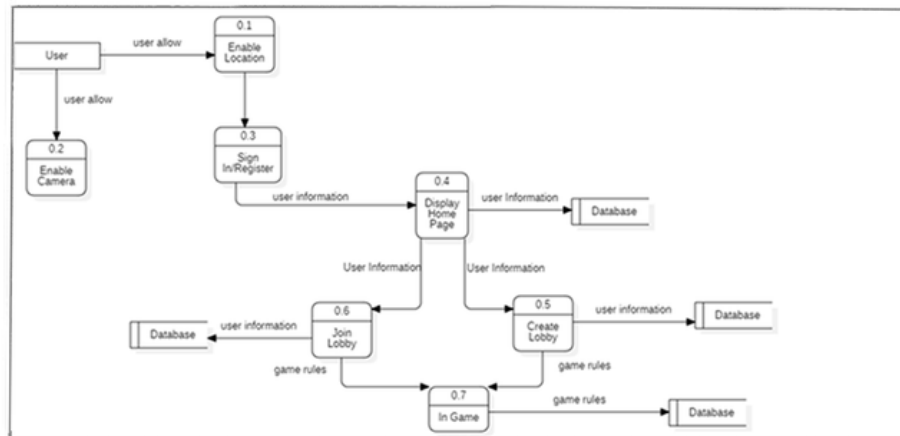 0.1
Enable
Location
user allow
User
user allow
0.2
Enable
Camera
0.3
Sign
In/Register
user information
0.4
Display
Home
Page
user Information
Database
User Information
User Information
0.6
Join
Lobby
user information
Database
0.5
Create
Lobby
user information
Database
game rules
game rules
0.7
In Game
game rules
Database